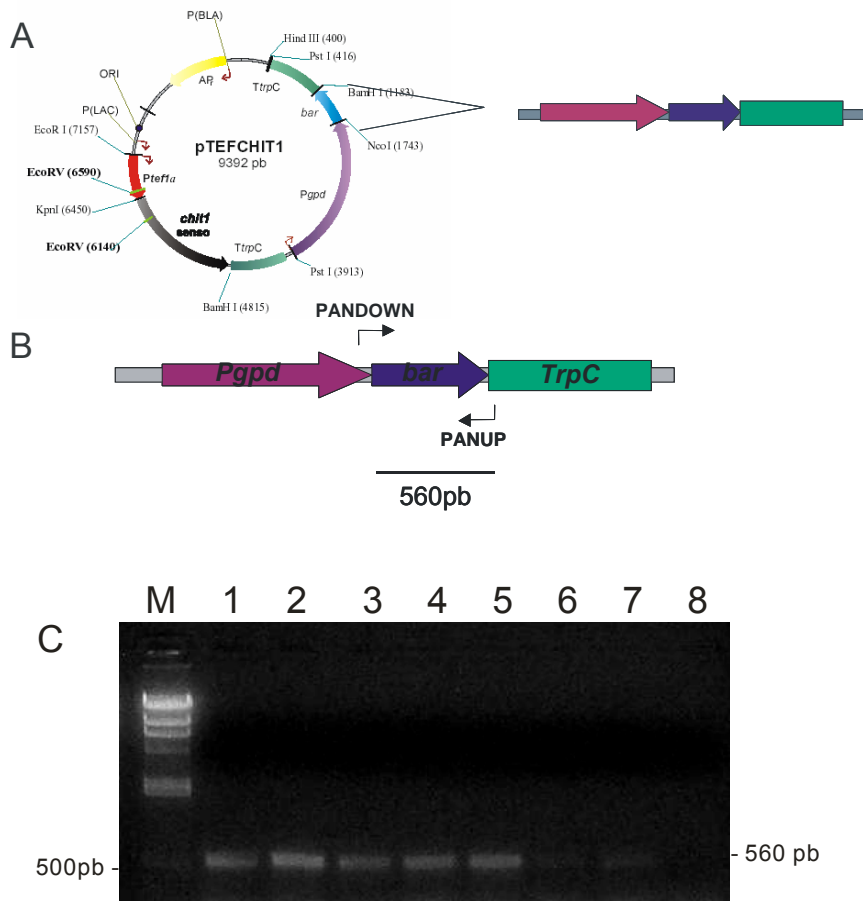 A
P(BLA)
Hind III (400)
Pst I (416)
ORI
APr
TtrpC
BamH I (1183)
P(LAC)
bar
EcoR I (7157)
pTEFCHIT1
9392 pb
NcoI (1743)
EcoRV (6590)
Ptef1a
Pgpd
KpnI (6450)
chit1
senso
EcoRV (6140)
TtrpC
Pst I (3913)
BamH I (4815)
PANDOWN
B
Pgpd bar TrpC
PANUP
560pb
M 1 2 3 4 5 6 7 8
C
500pb -
- 560 pb